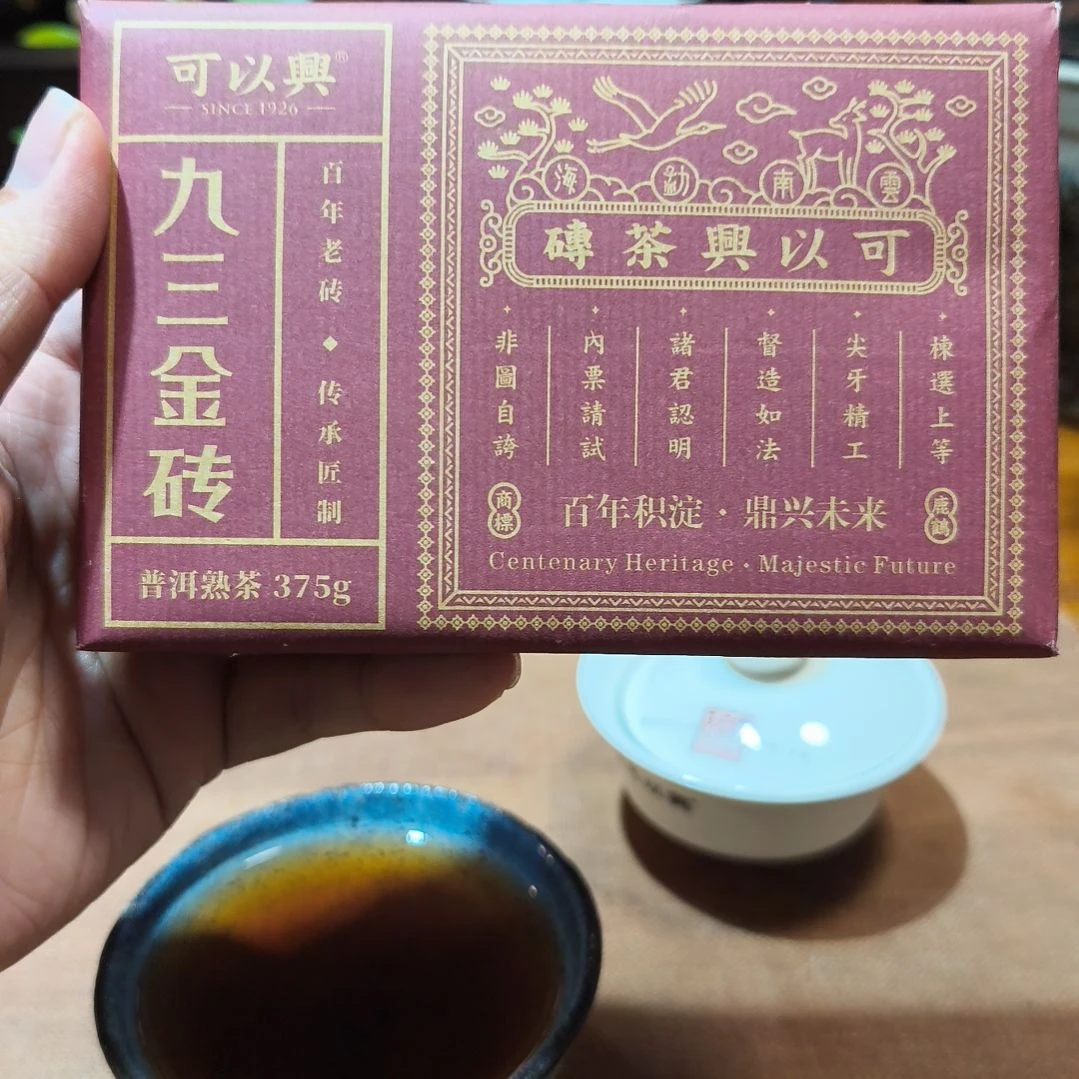 可以興®
SINCE 1926
九三金砖
百年老砖◆传承匠制
普洱熟茶 375g
雲南勐海
可以興茶磚
棟選上等
尖牙精工
督造如法
諸君認明
內票請試
非圖自誇
商標
鹿鶴
百年积淀·鼎兴未来
Centenary Heritage · Majestic Future